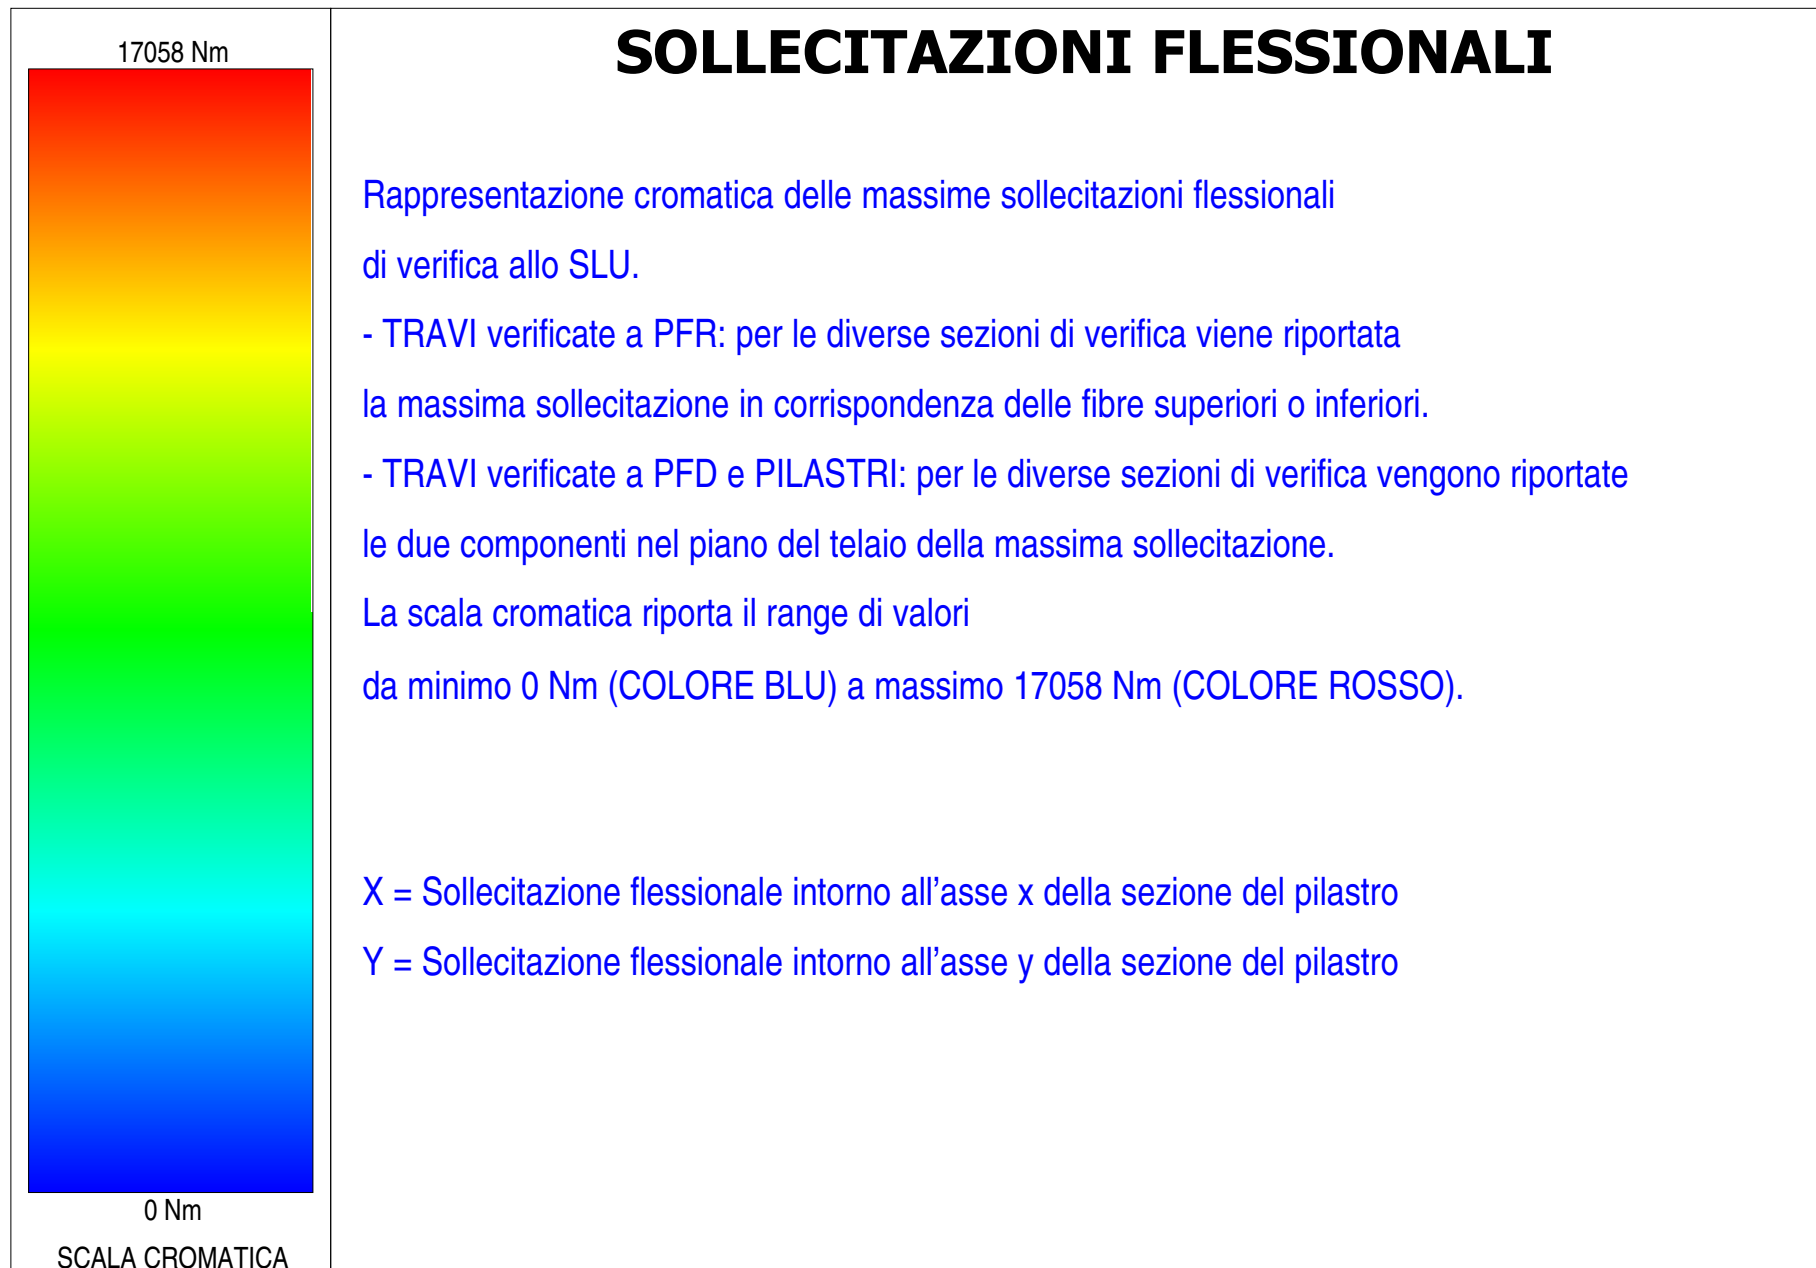 17058 Nm
SOLLECITAZIONI FLESSIONALI
Rappresentazione cromatica delle massime sollecitazioni flessionali
di verifica allo SLU.
- TRAVI verificate a PFR: per le diverse sezioni di verifica viene riportata
la massima sollecitazione in corrispondenza delle fibre superiori o inferiori.
- TRAVI verificate a PFD e PILASTRI: per le diverse sezioni di verifica vengono riportate
le due componenti nel piano del telaio della massima sollecitazione.
La scala cromatica riporta il range di valori
da minimo 0 Nm (COLORE BLU) a massimo 17058 Nm (COLORE ROSSO).
X = Sollecitazione flessionale intorno all'asse x della sezione del pilastro
Y = Sollecitazione flessionale intorno all'asse y della sezione del pilastro
0 Nm
SCALA CROMATICA